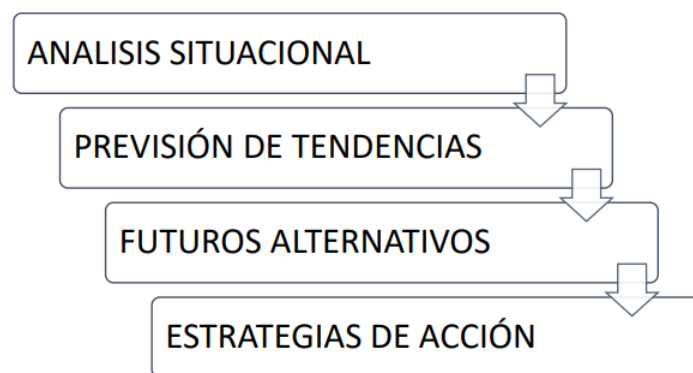 ANALISIS SITUACIONAL
PREVISIÓN DE TENDENCIAS
FUTUROS ALTERNATIVOS
ESTRATEGIAS DE ACCIÓN